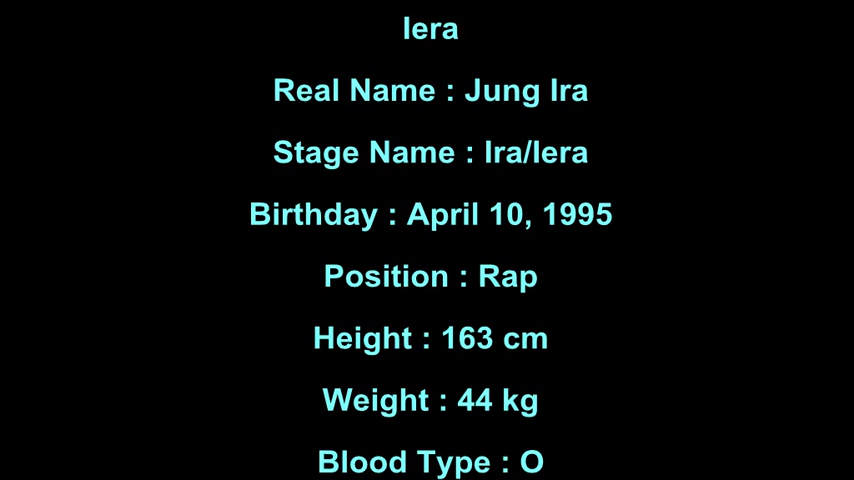 Iera
Real Name : Jung Ira
Stage Name : Ira/Iera
Birthday : April 10, 1995
Position : Rap
Height : 163 cm
Weight : 44 kg
Blood Type : O